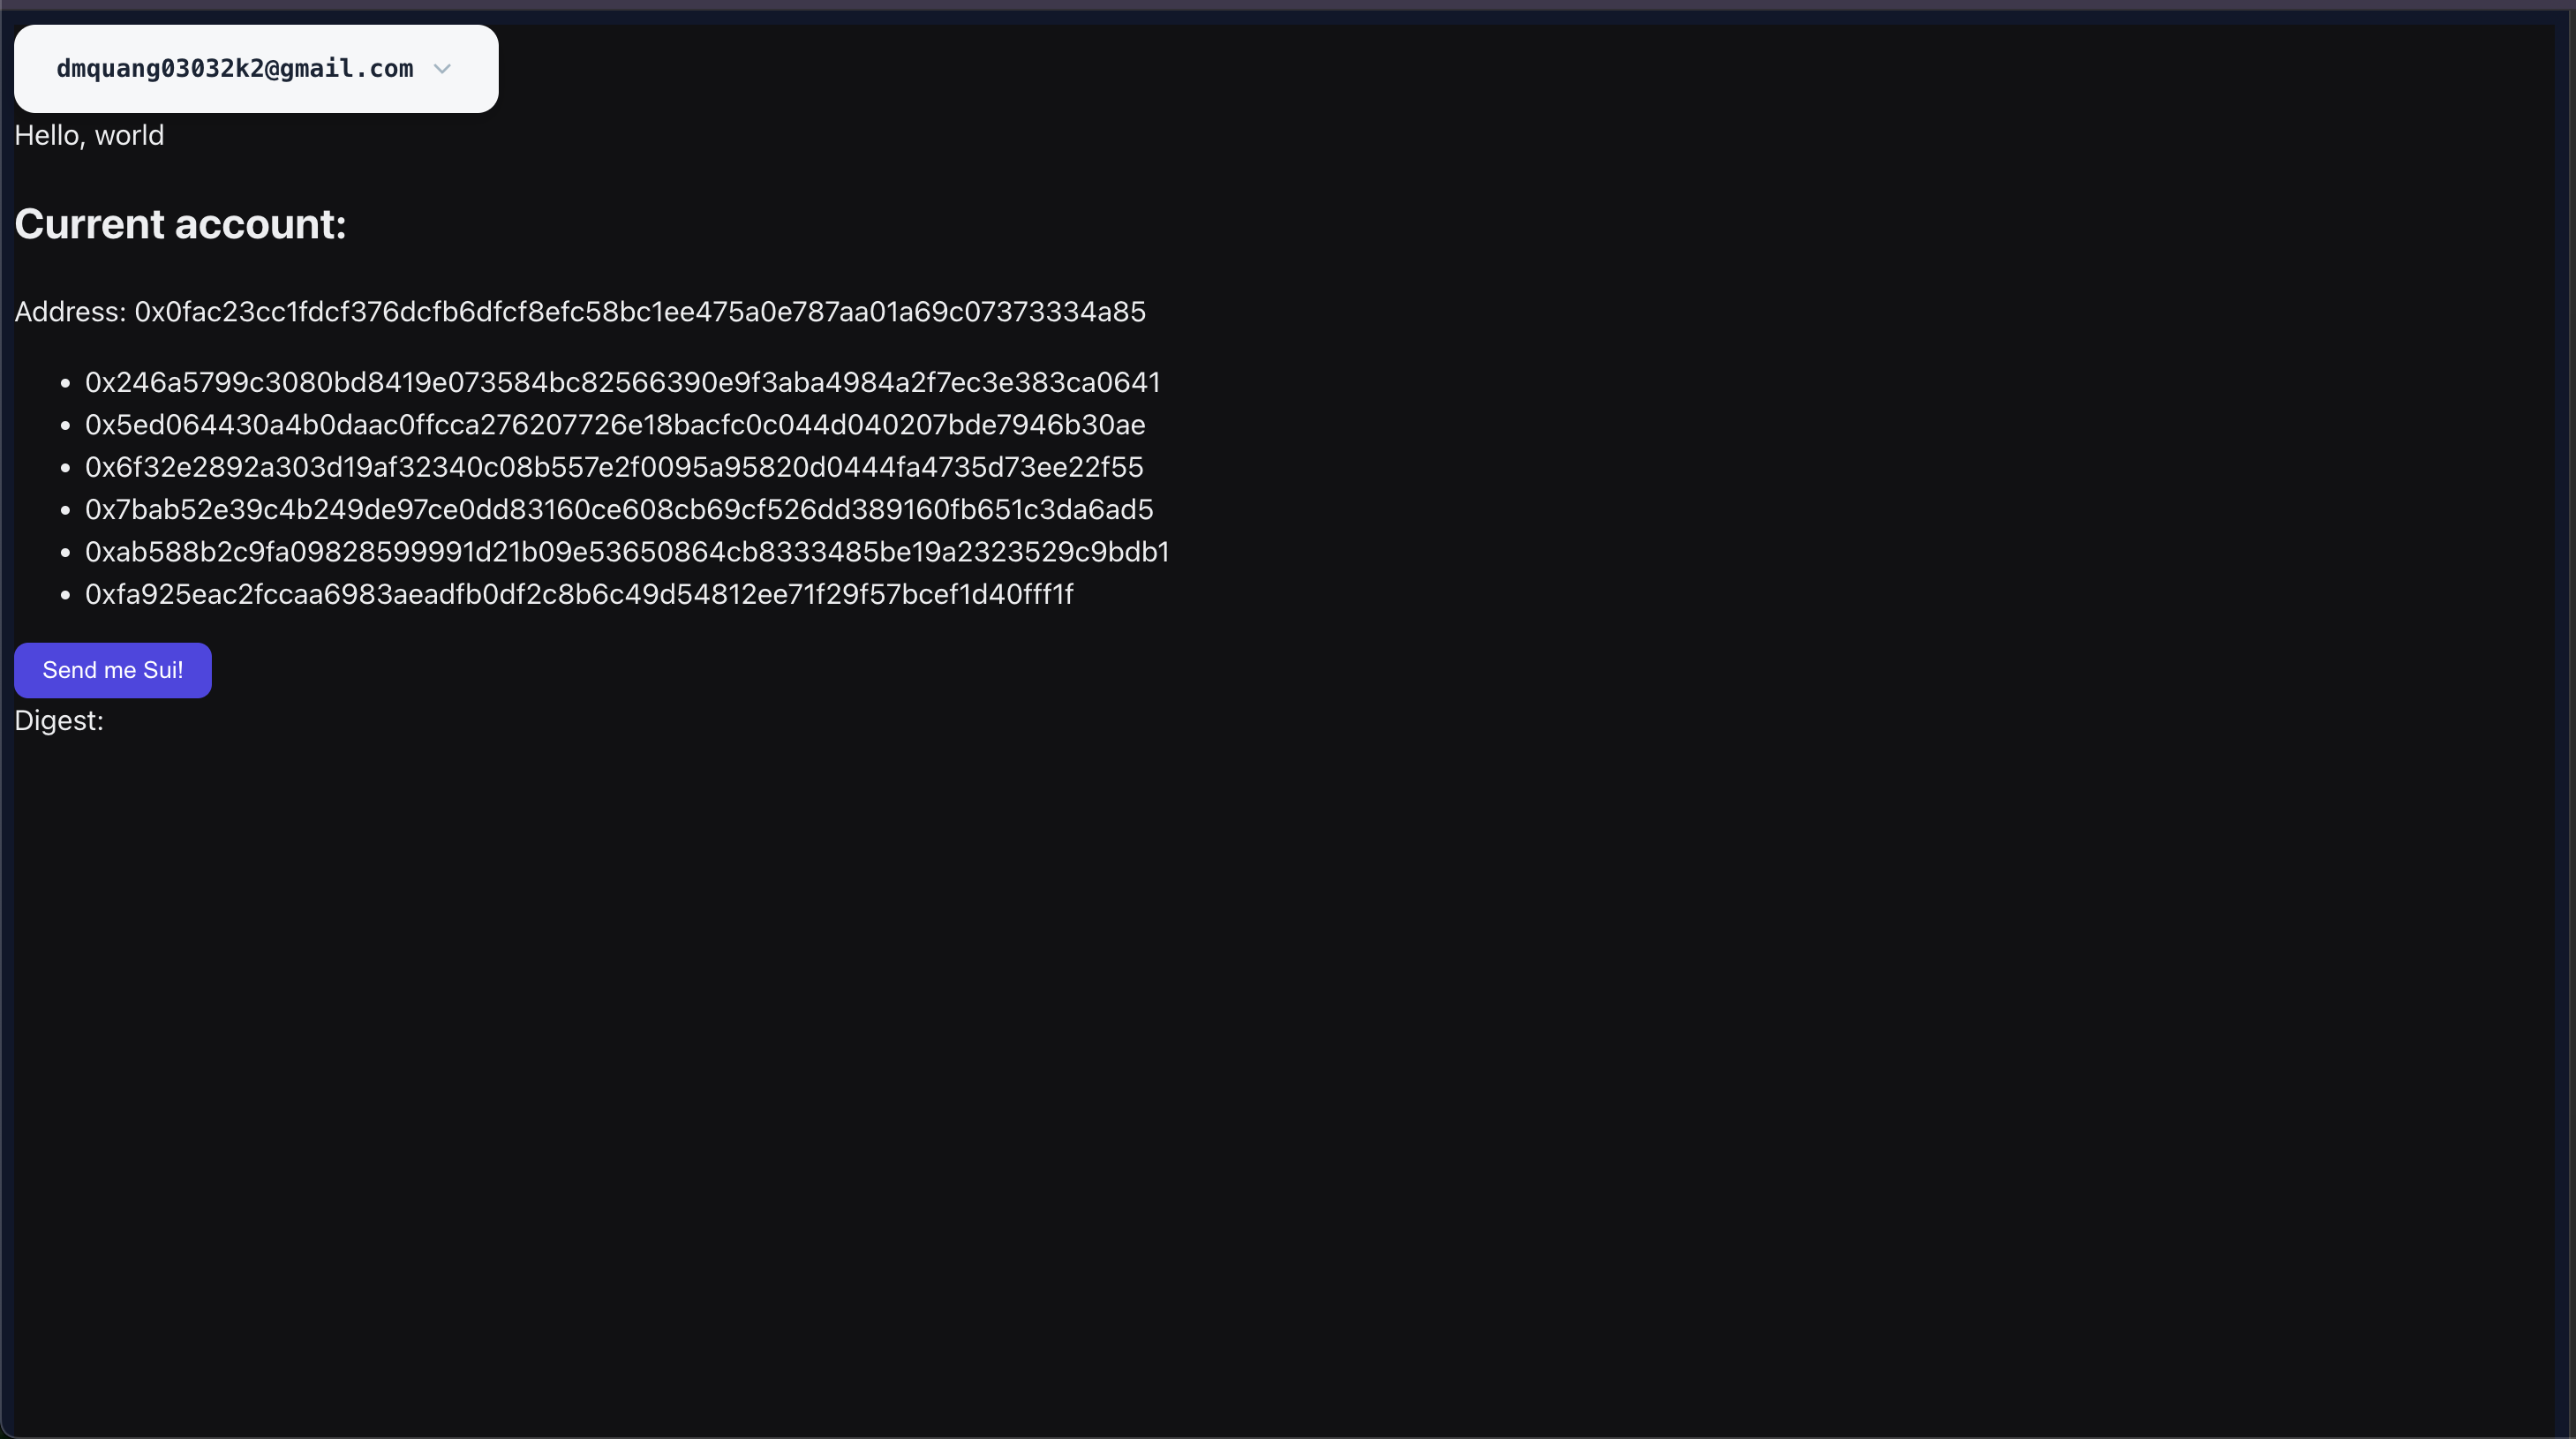 dmquang03032k2@gmail.com
Hello, world
Current account:
Address: 0x0fac23cc1fdcf376dcfb6dfcf8efc58bc1ee475a0e787aa01a69c07373334a85
0x246a5799c3080bd8419e073584bc82566390e9f3aba4984a2f7ec3e383ca0641
0x5ed064430a4b0daac0ffcca276207726e18bacfc0c044d040207bde7946b30ae
0x6f32e2892a303d19af32340c08b557e2f0095a95820d0444fa4735d73ee22f55
0x7bab52e39c4b249de97ce0dd83160ce608cb69cf526dd389160fb651c3da6ad5
0xab588b2c9fa09828599991d21b09e53650864cb8333485be19a2323529c9bdb1
0xfa925eac2fccaa6983aeadfb0df2c8b6c49d54812ee71f29f57bcef1d40fff1f
Send me Sui!
Digest: